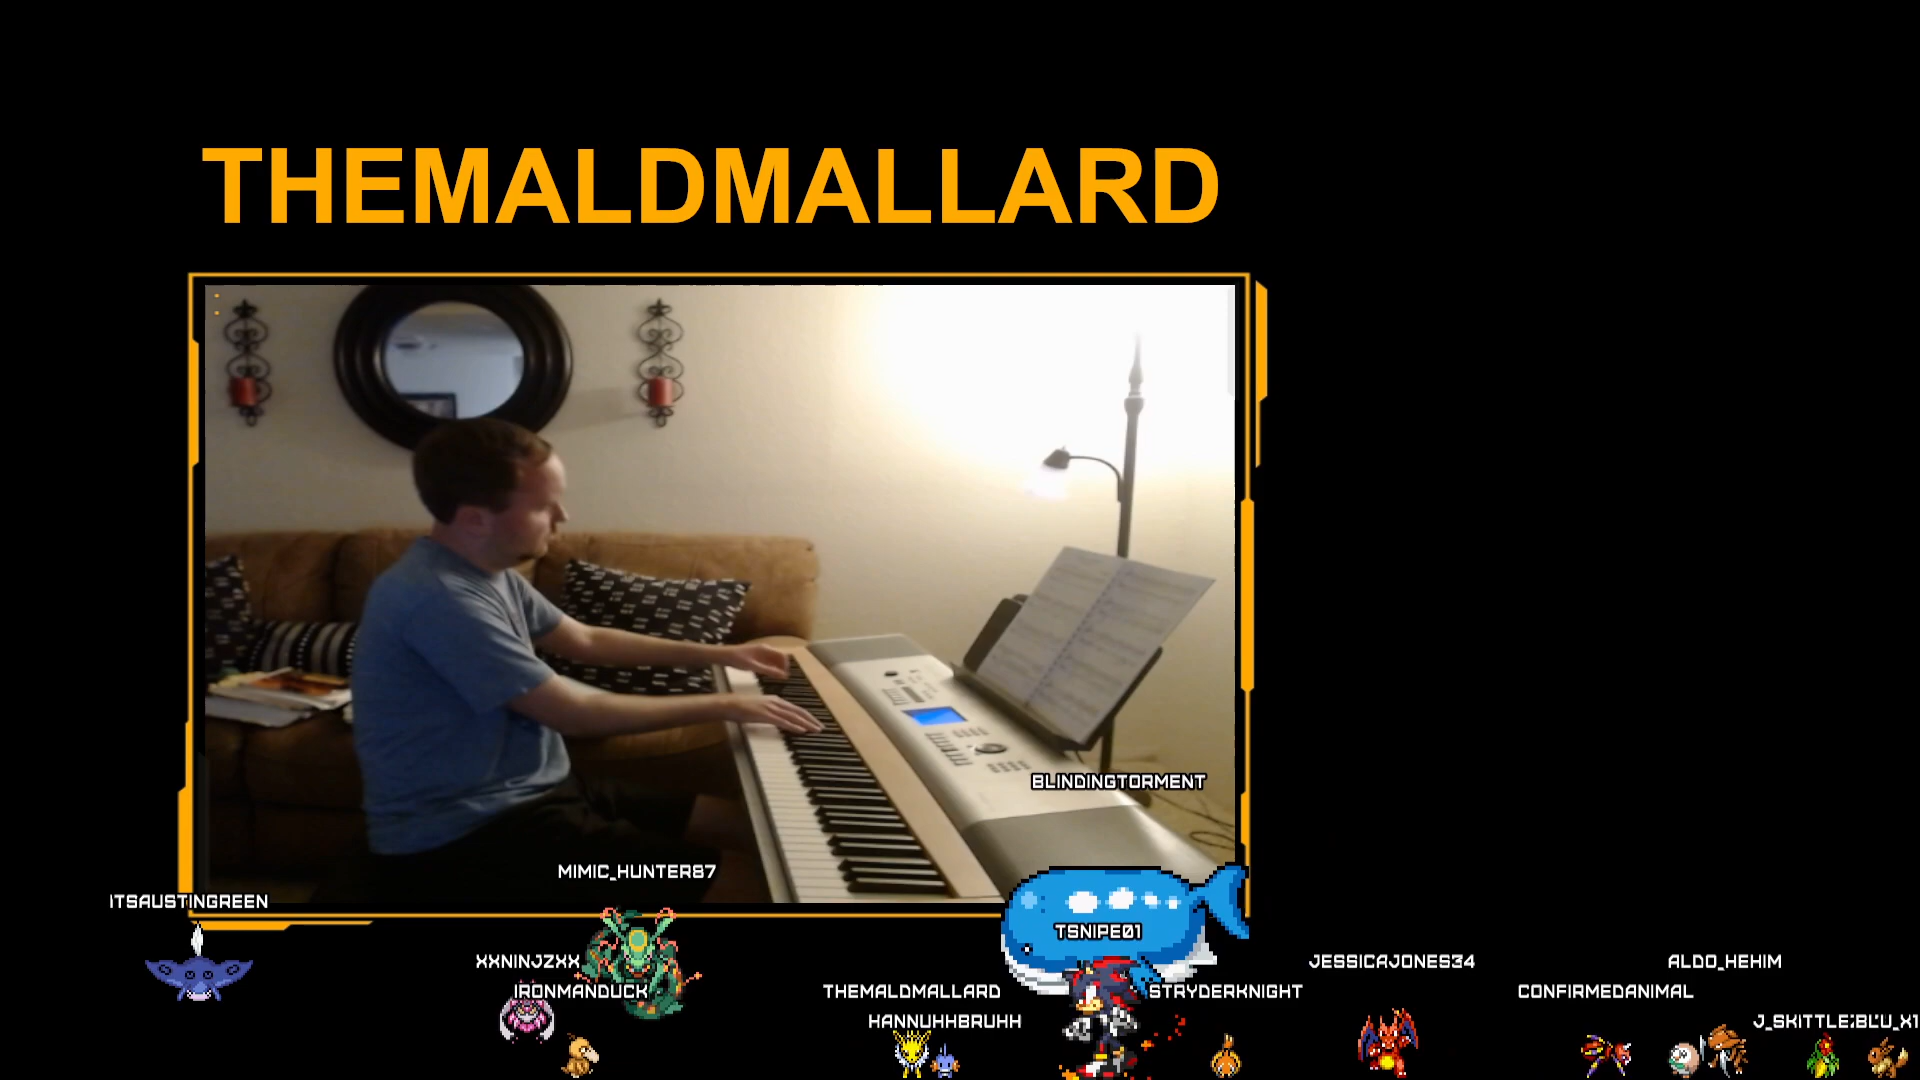 THEMALDMALLARD
BLINDINGTORMENT
MIMIC_HUNTER87
ITSAUSTINGREEN
TSNIPE01
XXNINJZXX
JESSICAJONES34
ALDO_HEHIM
IRONMANDUCK
THEMALDMALLARD
STRYDERKNIGHT
CONFIRMEDANIMAL
HANNUHHBRUHH